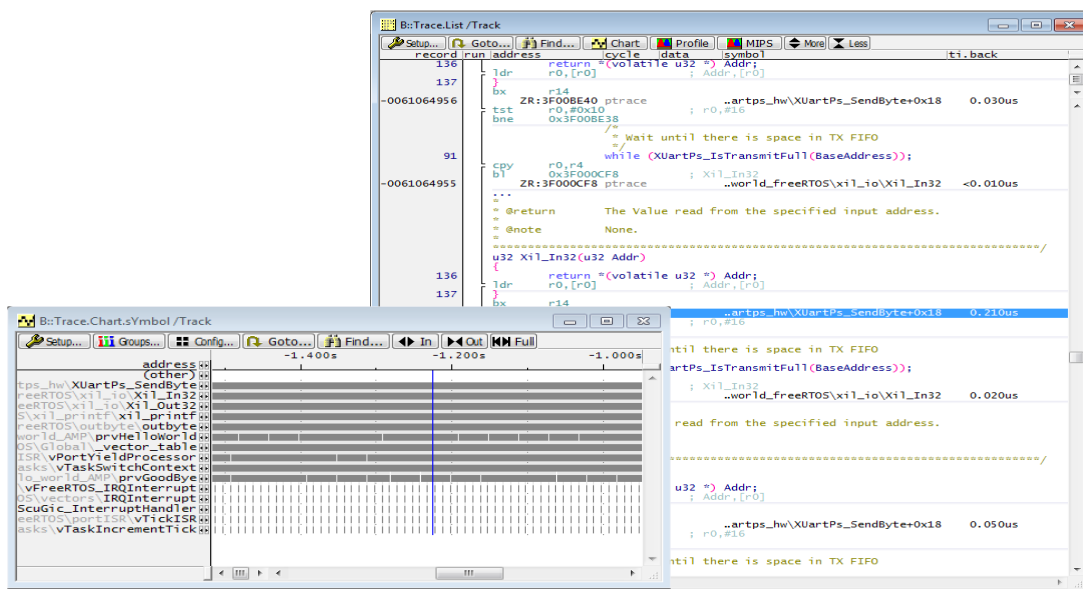 B::Trace.List /Track
Setup... Goto... Find... Chart Profile MIPS More Less
record run address cycle data symbol ti.back
136 return *(volatile u32 *) Addr;
ldr r0,[r0] ; Addr,[r0]
137 }
bx r14
-0061064956 ZR:3F00BE40 ptrace ..artps_hw\XUartPs_SendByte+0x18 0.030us
tst r0,#0x10 ; r0,#16
bne 0x3F00BE38
/*
* Wait until there is space in TX FIFO
*/
91 while (XUartPs_IsTransmitFull(BaseAddress));
cpy r0,r4
bl 0x3F000CF8 ; Xil_In32
-0061064955 ZR:3F000CF8 ptrace ..world_freeRTOS\xil_io\Xil_In32 <0.010us
...
*
* @return The Value read from the specified input address.
*
* @note None.
*
******************************************************************************/
u32 Xil_In32(u32 Addr)
{
136 return *(volatile u32 *) Addr;
ldr r0,[r0] ; Addr,[r0]
137 }
bx r14
..artps_hw\XUartPs_SendByte+0x18 0.210us
; r0,#16
ntil there is space in TX FIFO
artPs_IsTransmitFull(BaseAddress));
; Xil_In32
..world_freeRTOS\xil_io\Xil_In32 0.020us
read from the specified input address.
*/
u32 *) Addr;
; Addr,[r0]
..artps_hw\XUartPs_SendByte+0x18 0.050us
; r0,#16
ntil there is space in TX FIFO
B::Trace.Chart.sYmbol /Track
Setup... Groups... Config... Goto... Find... In Out Full
-1.400s -1.200s -1.000s
address
(other)
tps_hw\XUartPs_SendByte
reeRTOS\xil_io\Xil_In32
eeRTOS\xil_io\Xil_Out32
S\xil_printf\xil_printf
reeRTOS\outbyte\outbyte
world_AMP\prvHelloWorld
OS\Global\_vector_table
ISR\vPortYieldProcessor
asks\vTaskSwitchContext
lo_world_AMP\prvGoodBye
\vFreeRTOS_IRQInterrupt
OS\vectors\IRQInterrupt
ScuGic_InterruptHandler
eeRTOS\portISR\vTickISR
asks\vTaskIncrementTick